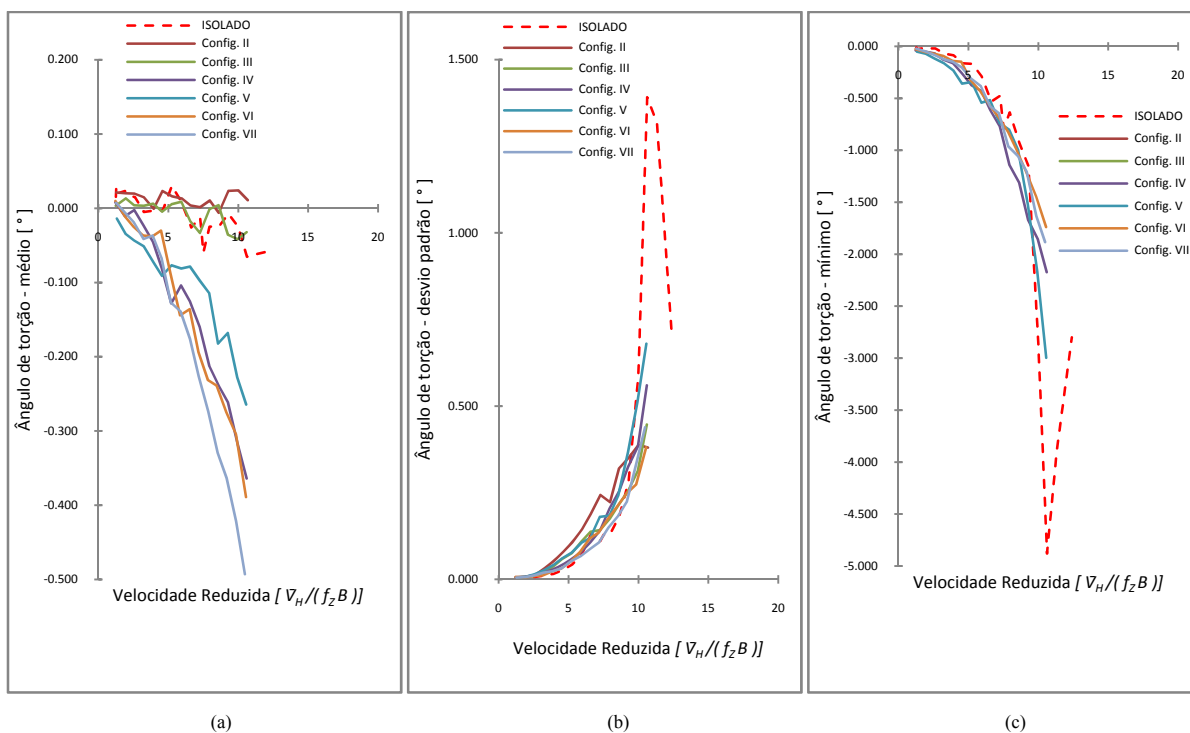 ISOLADO
Config. II
Config. III
Config. IV
Config. V
Config. VI
Config. VII
0.200
0.100
0.000
-0.100
-0.200
-0.300
-0.400
-0.500
0
5
10
15
20
Ângulo de torção - médio [ ° ]
Velocidade Reduzida [ V̄_H /( f_Z B )]
(a)
ISOLADO
Config. II
Config. III
Config. IV
Config. V
Config. VI
Config. VII
1.500
1.000
0.500
0.000
0
5
10
15
20
Ângulo de torção - desvio padrão [ ° ]
Velocidade Reduzida [ V̄_H /( f_Z B )]
(b)
0.000
-0.500
-1.000
-1.500
-2.000
-2.500
-3.000
-3.500
-4.000
-4.500
-5.000
0
5
10
15
20
ISOLADO
Config. II
Config. III
Config. IV
Config. V
Config. VI
Config. VII
Ângulo de torção - mínimo [ ° ]
Velocidade Reduzida [ V̄_H /( f_Z B )]
(c)